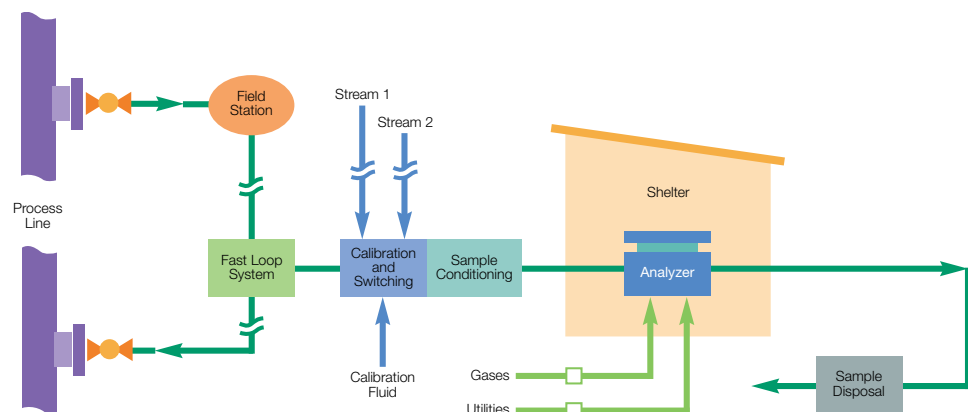 Field
Station
Stream 1
Stream 2
Shelter
Process
Line
Fast Loop
System
Calibration
and
Switching
Sample
Conditioning
Analyzer
Calibration
Fluid
Gases
Utilities
Sample
Disposal